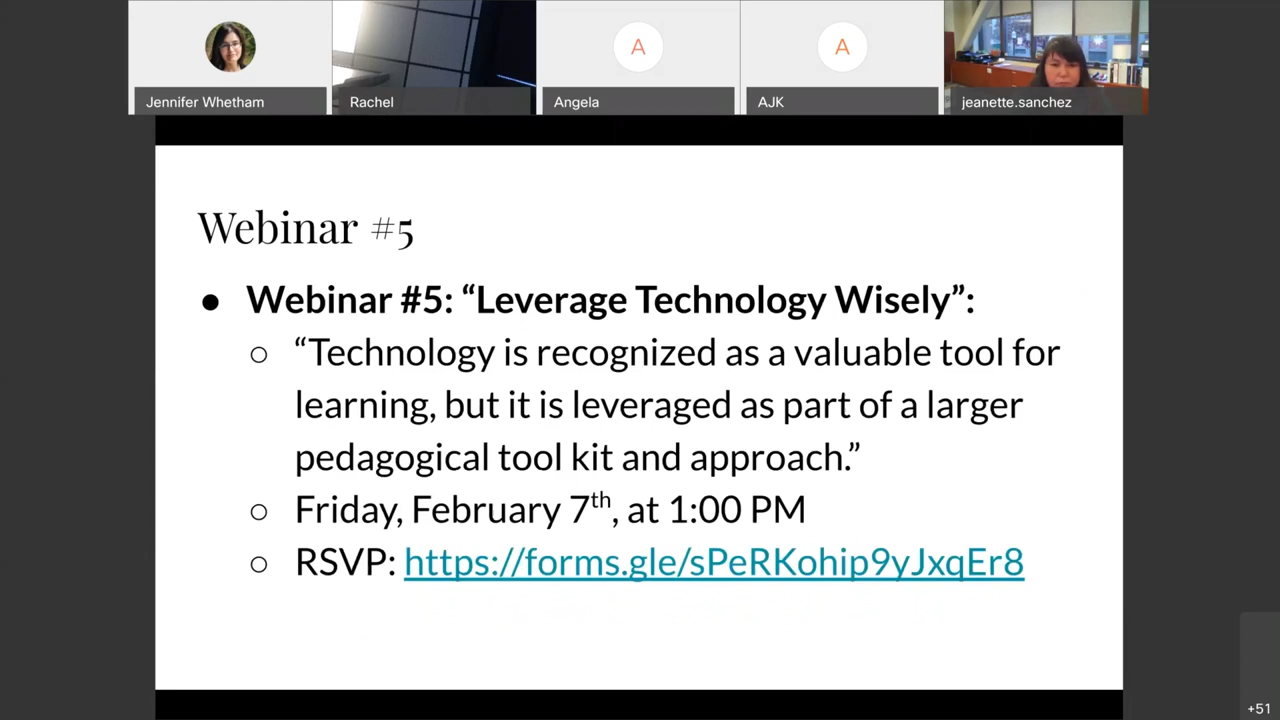 Jennifer Whetham
Rachel
A
Angela
A
AJK
jeanette.sanchez
Webinar #5
● Webinar #5: “Leverage Technology Wisely”:
○ “Technology is recognized as a valuable tool for
learning, but it is leveraged as part of a larger
pedagogical tool kit and approach.”
○ Friday, February 7th, at 1:00 PM
○ RSVP: https://forms.gle/sPeRKohip9yJxqEr8
+51